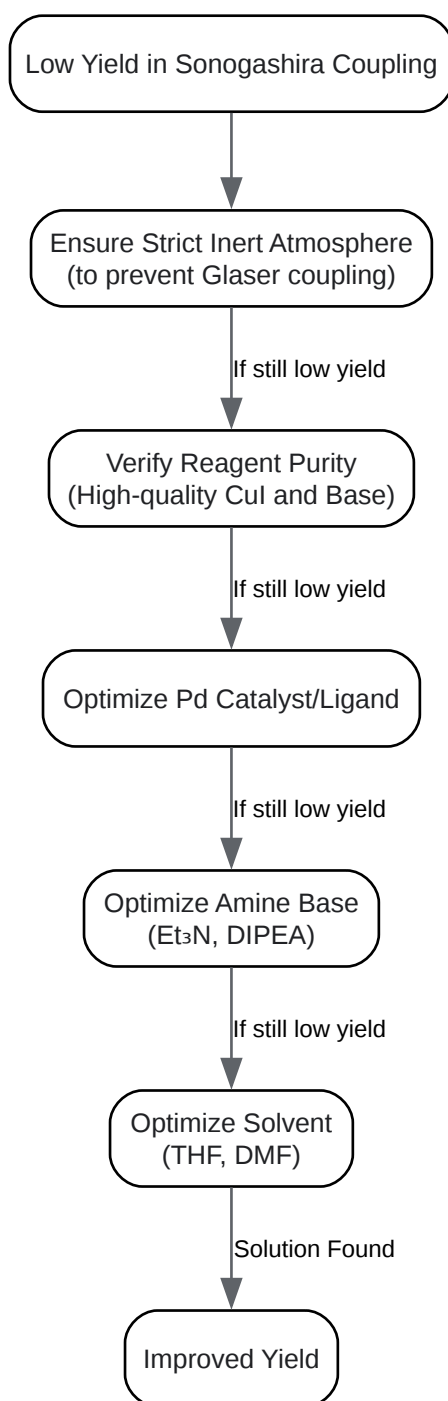 Low Yield in Sonogashira Coupling
Ensure Strict Inert Atmosphere
(to prevent Glaser coupling)
If still low yield
Verify Reagent Purity
(High-quality CuI and Base)
If still low yield
Optimize Pd Catalyst/Ligand
If still low yield
Optimize Amine Base
(Et₃N, DIPEA)
If still low yield
Optimize Solvent
(THF, DMF)
Solution Found
Improved Yield